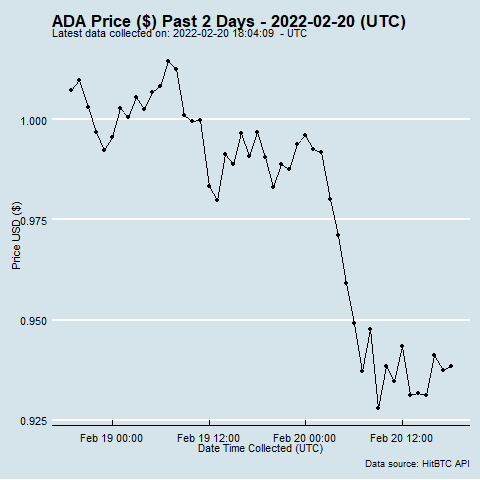 ADA Price ($) Past 2 Days - 2022-02-20 (UTC)
Latest data collected on: 2022-02-20 18:04:09  - UTC
Price USD ($)
1.000
0.975
0.950
0.925
Feb 19 00:00 Feb 19 12:00 Feb 20 00:00 Feb 20 12:00
Date Time Collected (UTC)
Data source: HitBTC API